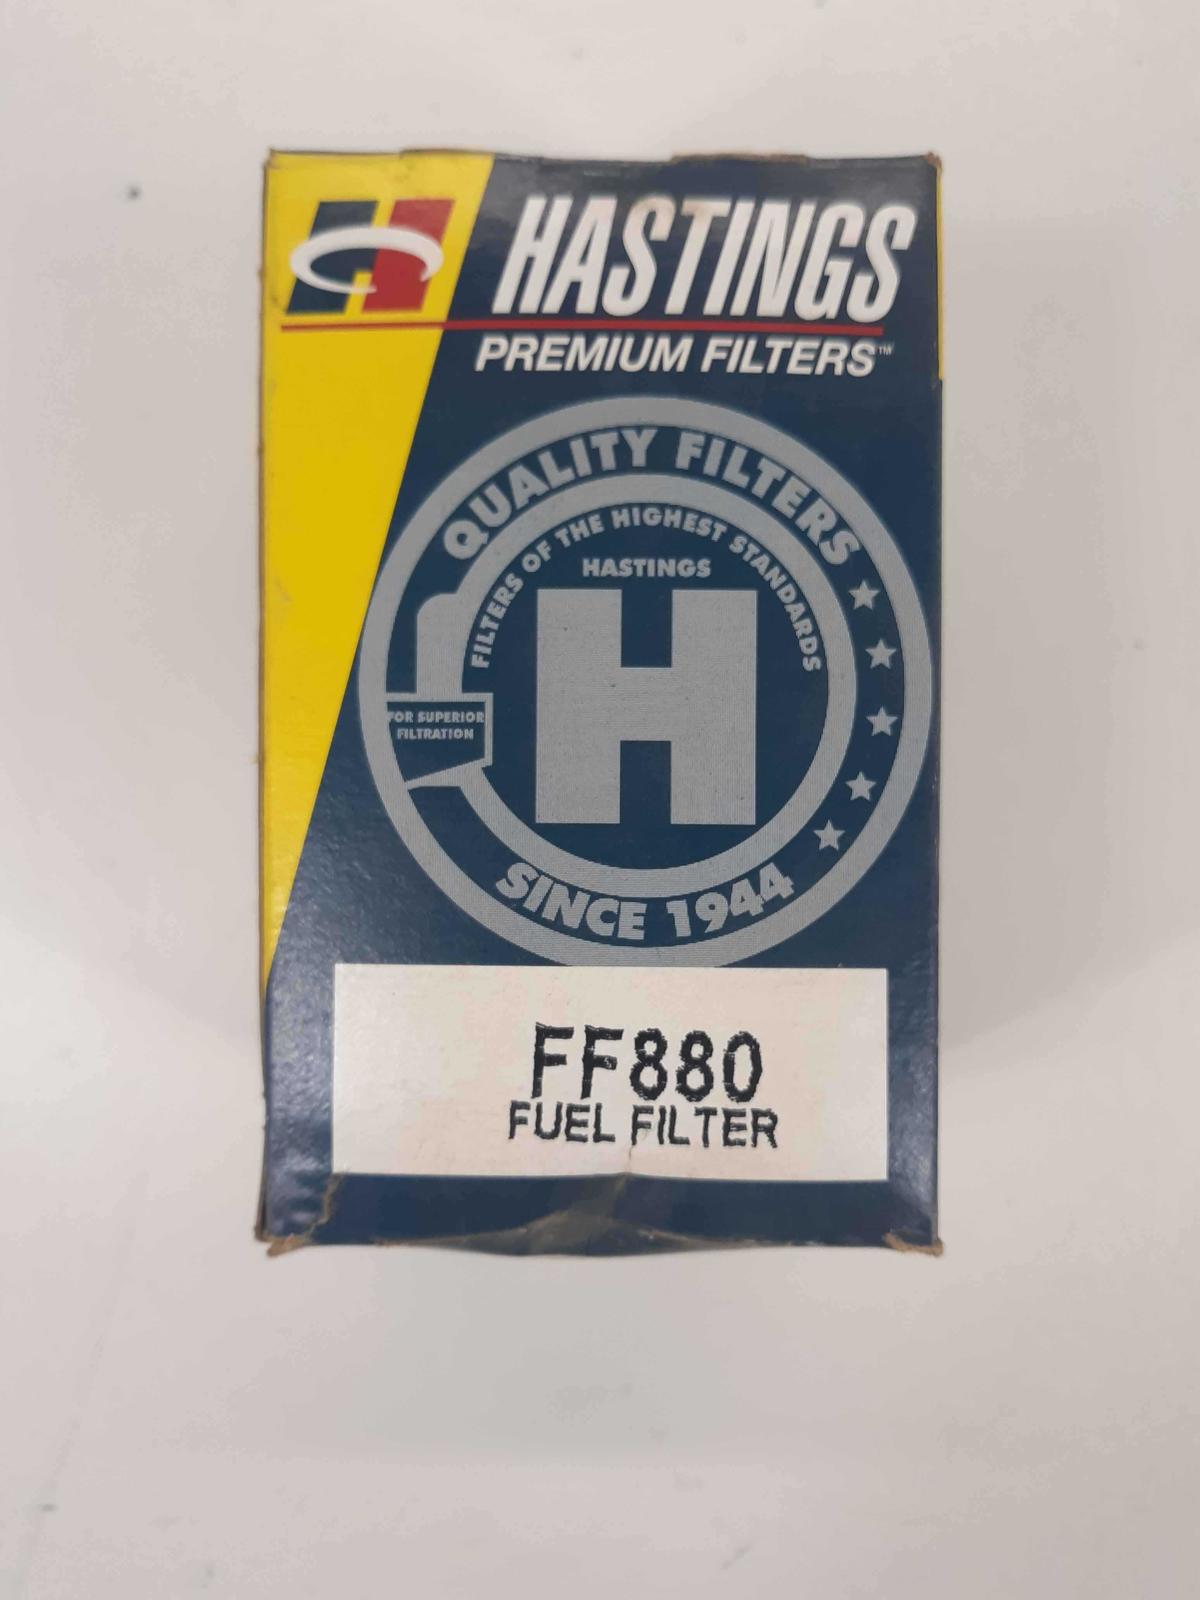 HASTINGS
PREMIUM FILTERS™
QUALITY FILTERS
FILTERS OF THE HIGHEST STANDARDS
HASTINGS
H
FOR SUPERIOR
FILTRATION
SINCE 1944
FF880
FUEL FILTER